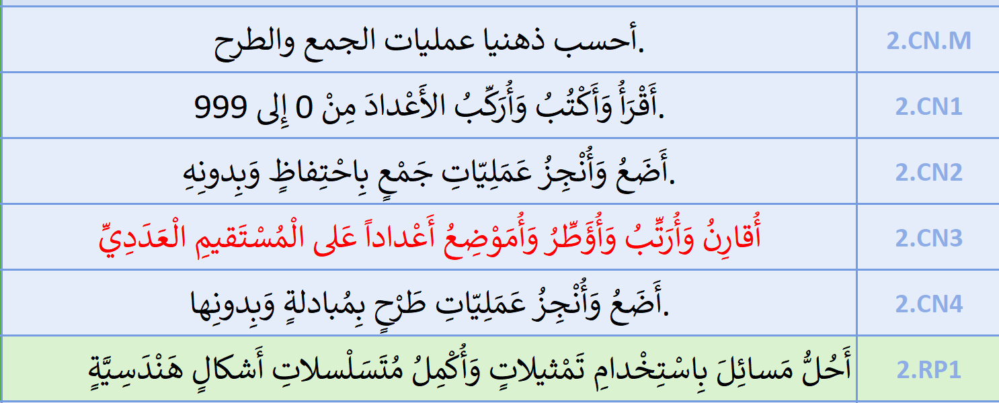 2.CN.M أحسب ذهنيا عمليات الجمع والطرح.
2.CN1 أَقْرَأُ وَأَكْتُبُ وَأُرَكِّبُ الأَعْدادَ مِنْ 0 إِلى 999.
2.CN2 أَضَعُ وَأُنْجِزُ عَمَلِيّاتِ جَمْعٍ بِاحْتِفاظٍ وَبِدونِهِ.
2.CN3 أُقارِنُ وَأُرَتِّبُ وَأُؤَطِّرُ وَأُمَوْضِعُ أَعْداداً عَلى الْمُسْتَقيمِ الْعَدَدِيِّ
2.CN4 أَضَعُ وَأُنْجِزُ عَمَلِيّاتِ طَرْحٍ بِمُبادلةٍ وَبِدونِها.
2.RP1 أَحُلُّ مَسائِلَ بِاسْتِخْدامِ تَمْثيلاتٍ وَأُكْمِلُ مُتَسَلْسلاتِ أَشكالٍ هَنْدَسِيَّةٍ